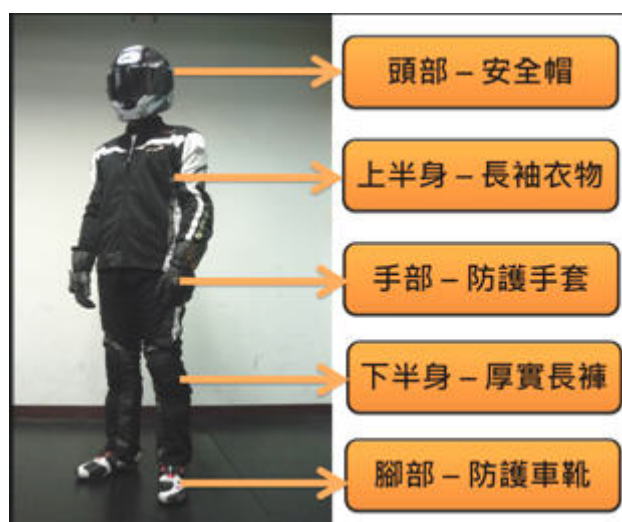 頭部 – 安全帽
上半身 – 長袖衣物
手部 – 防護手套
下半身 – 厚實長褲
腳部 – 防護車靴